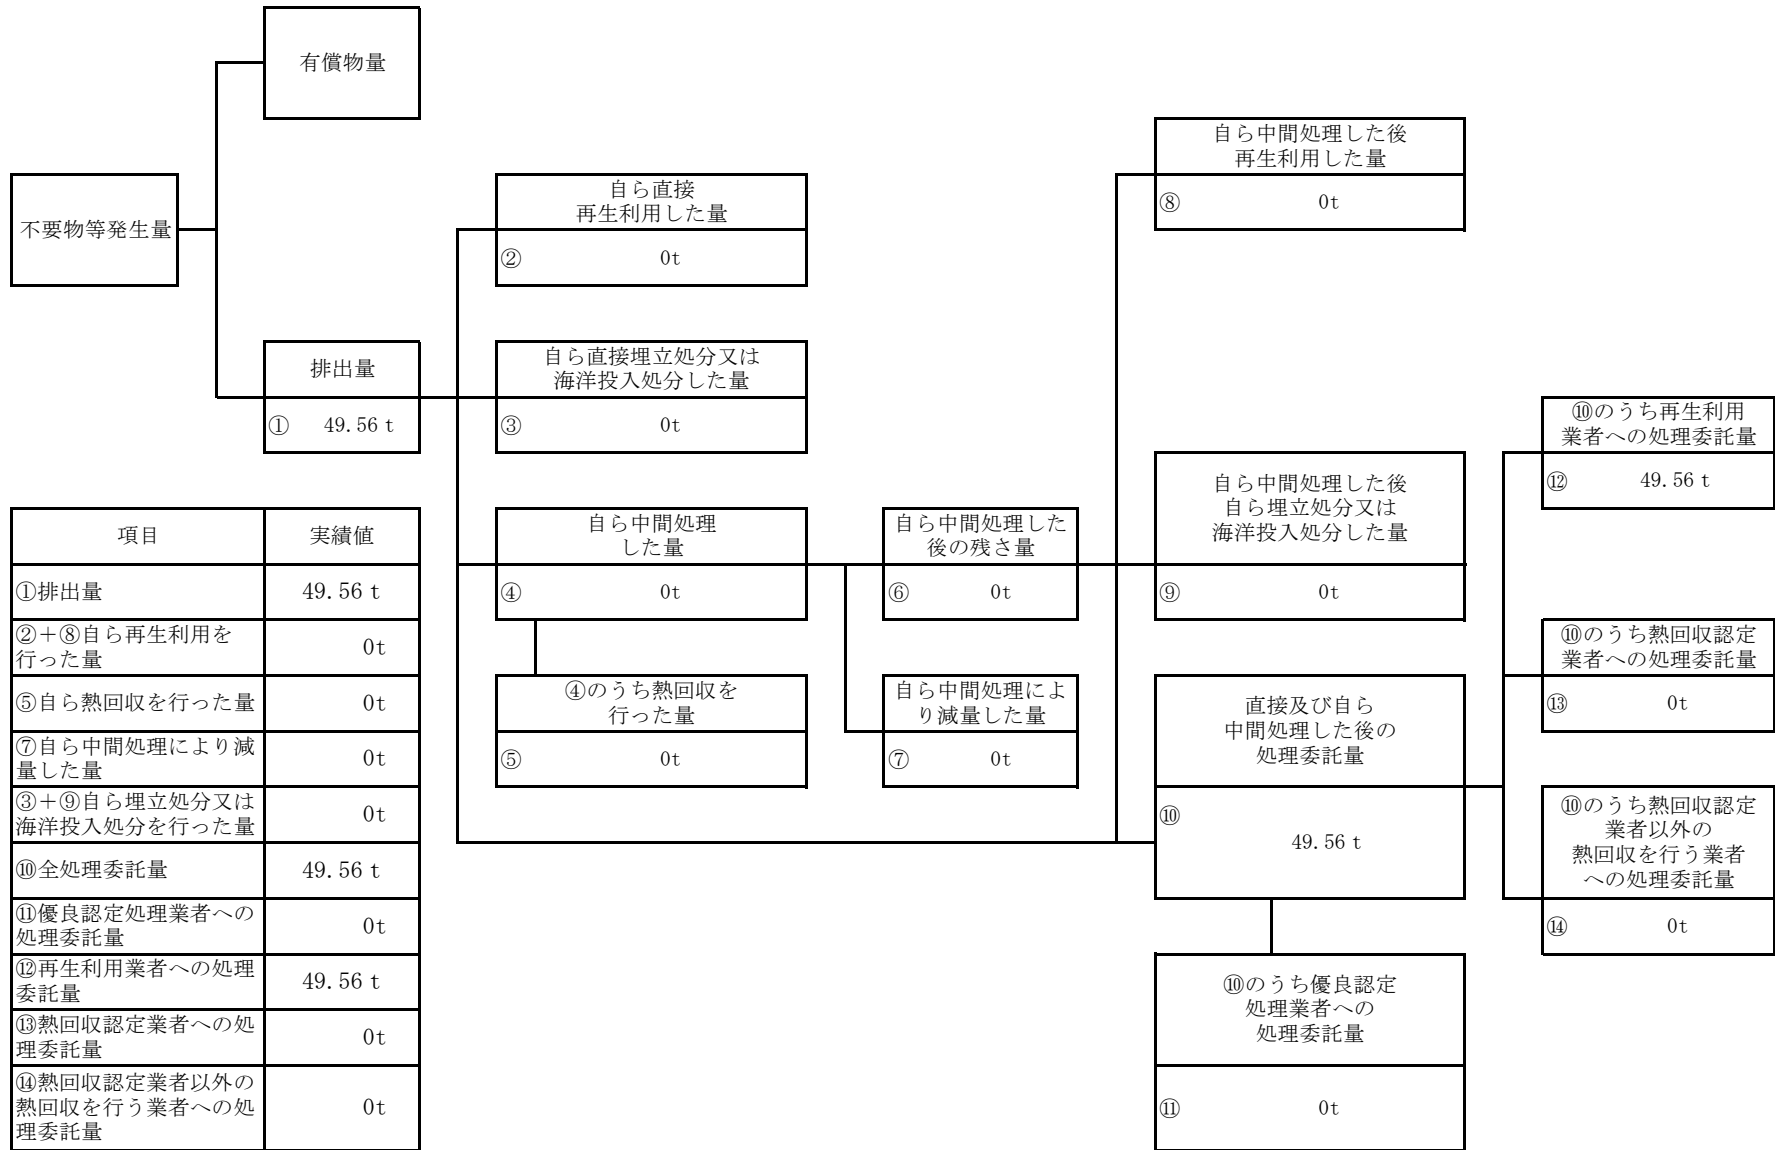 有償物量
不要物等発生量
排出量
① 49.56 t
自ら直接
再生利用した量
② 0t
自ら直接埋立処分又は
海洋投入処分した量
③ 0t
自ら中間処理
した量
④ 0t
④のうち熱回収を
行った量
⑤ 0t
自ら中間処理した
後の残さ量
⑥ 0t
自ら中間処理によ
り減量した量
⑦ 0t
自ら中間処理した後
再生利用した量
⑧ 0t
自ら中間処理した後
自ら埋立処分又は
海洋投入処分した量
⑨ 0t
直接及び自ら
中間処理した後の
処理委託量
⑩
49.56 t
⑩のうち優良認定
処理業者への
処理委託量
⑪ 0t
⑩のうち再生利用
業者への処理委託量
⑫ 49.56 t
⑩のうち熱回収認定
業者への処理委託量
⑬ 0t
⑩のうち熱回収認定
業者以外の
熱回収を行う業者
への処理委託量
⑭ 0t
項目 実績値
①排出量 49.56 t
②+⑧自ら再生利用を
行った量 0t
⑤自ら熱回収を行った量 0t
⑦自ら中間処理により減
量した量 0t
③+⑨自ら埋立処分又は
海洋投入処分を行った量 0t
⑩全処理委託量 49.56 t
⑪優良認定処理業者への
処理委託量 0t
⑫再生利用業者への処理
委託量 49.56 t
⑬熱回収認定業者への処
理委託量 0t
⑭熱回収認定業者以外の
熱回収を行う業者への処
理委託量 0t